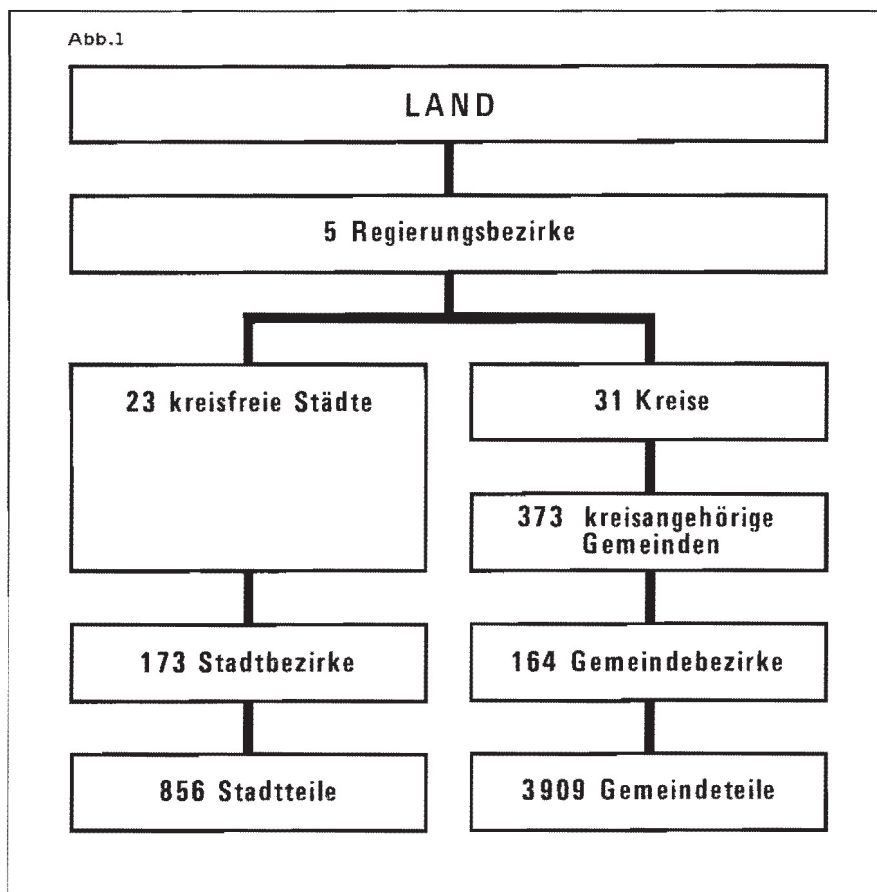 Abb.1
LAND
5 Regierungsbezirke
23 kreisfreie Städte
31 Kreise
373 kreisangehörige
Gemeinden
173 Stadtbezirke
164 Gemeindebezirke
856 Stadtteile
3909 Gemeindeteile